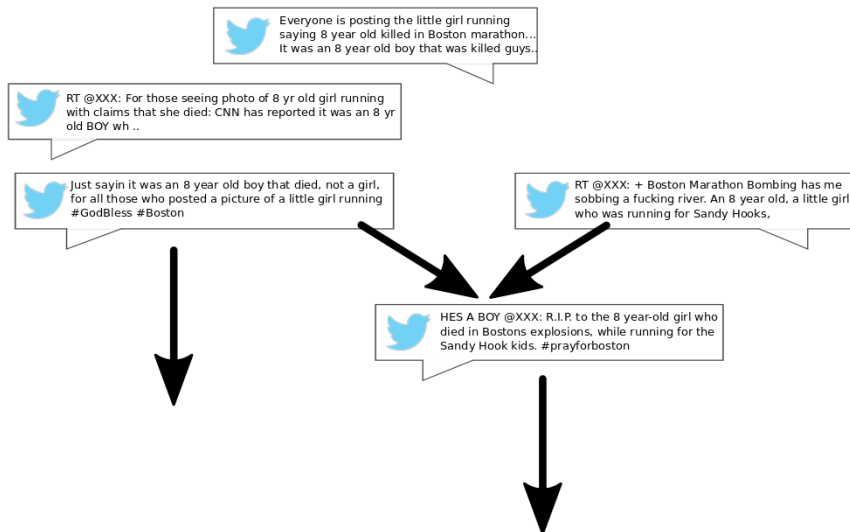 Everyone is posting the little girl running
saying 8 year old killed in Boston marathon...
It was an 8 year old boy that was killed guys..
RT @XXX: For those seeing photo of 8 yr old girl running
with claims that she died: CNN has reported it was an 8 yr
old BOY wh ..
Just sayin it was an 8 year old boy that died, not a girl,
for all those who posted a picture of a little girl running
#GodBless #Boston
RT @XXX: + Boston Marathon Bombing has me
sobbing a fucking river. An 8 year old, a little girl
who was running for Sandy Hooks,
HES A BOY @XXX: R.I.P. to the 8 year-old girl who
died in Bostons explosions, while running for the
Sandy Hook kids. #prayforboston